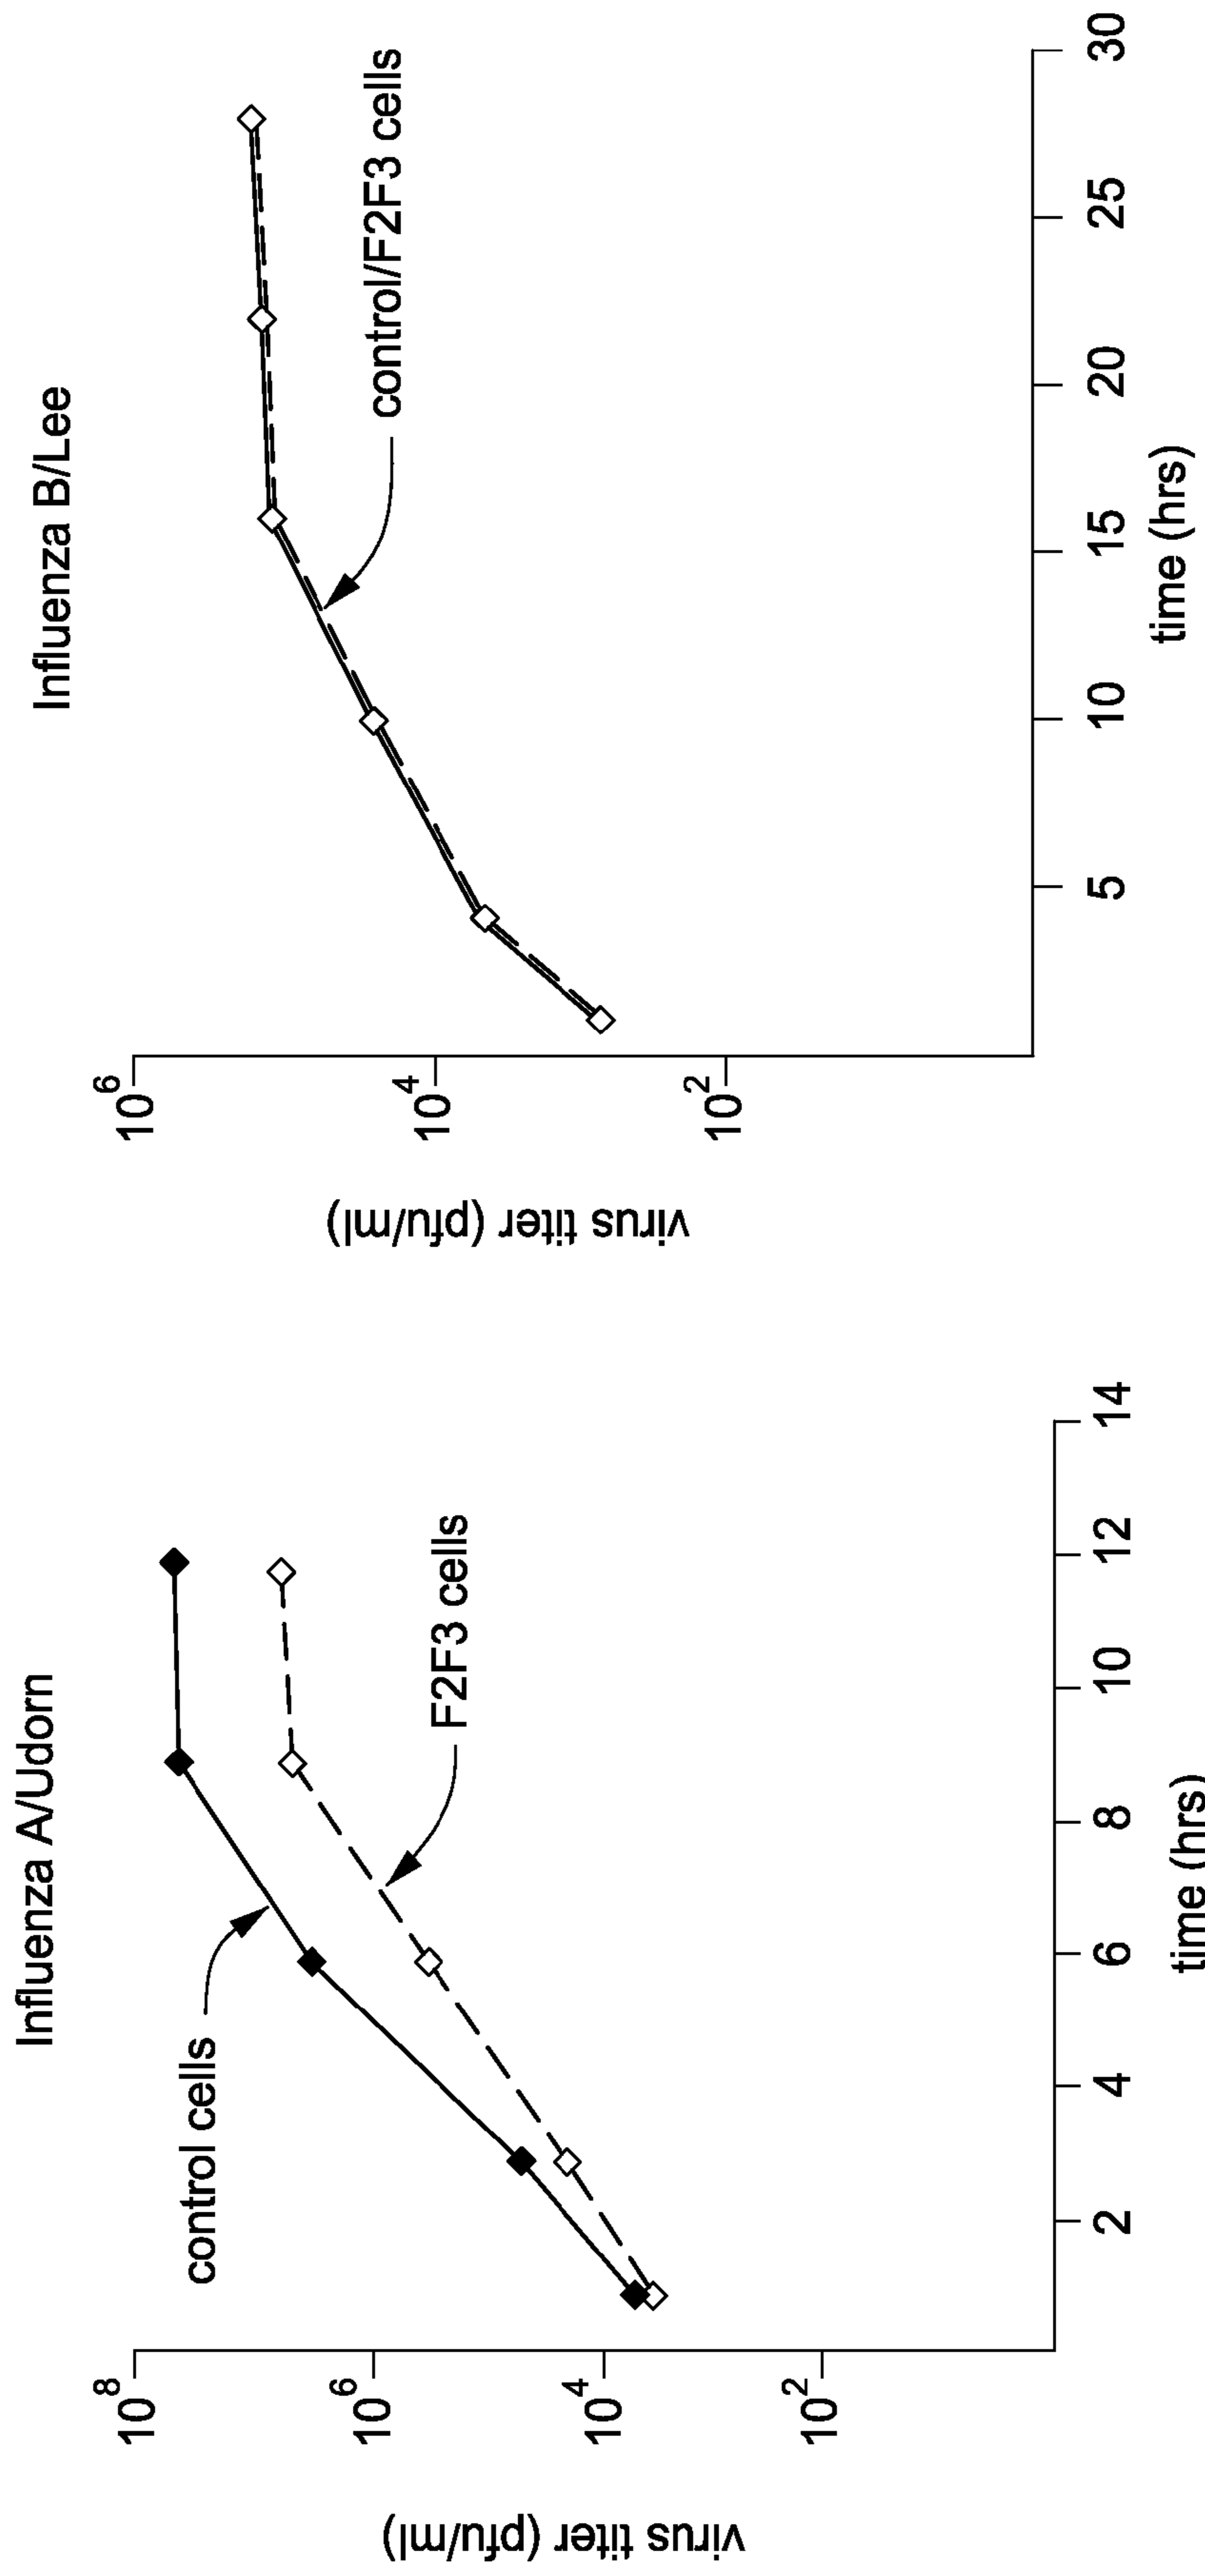 Influenza A/Udorn
virus titer (pfu/ml)
10^8
10^6
10^4
10^2
control cells
F2F3 cells
2
4
6
8
10
12
14
time (hrs)
Influenza B/Lee
virus titer (pfu/ml)
10^6
10^4
10^2
control/F2F3 cells
5
10
15
20
25
30
time (hrs)